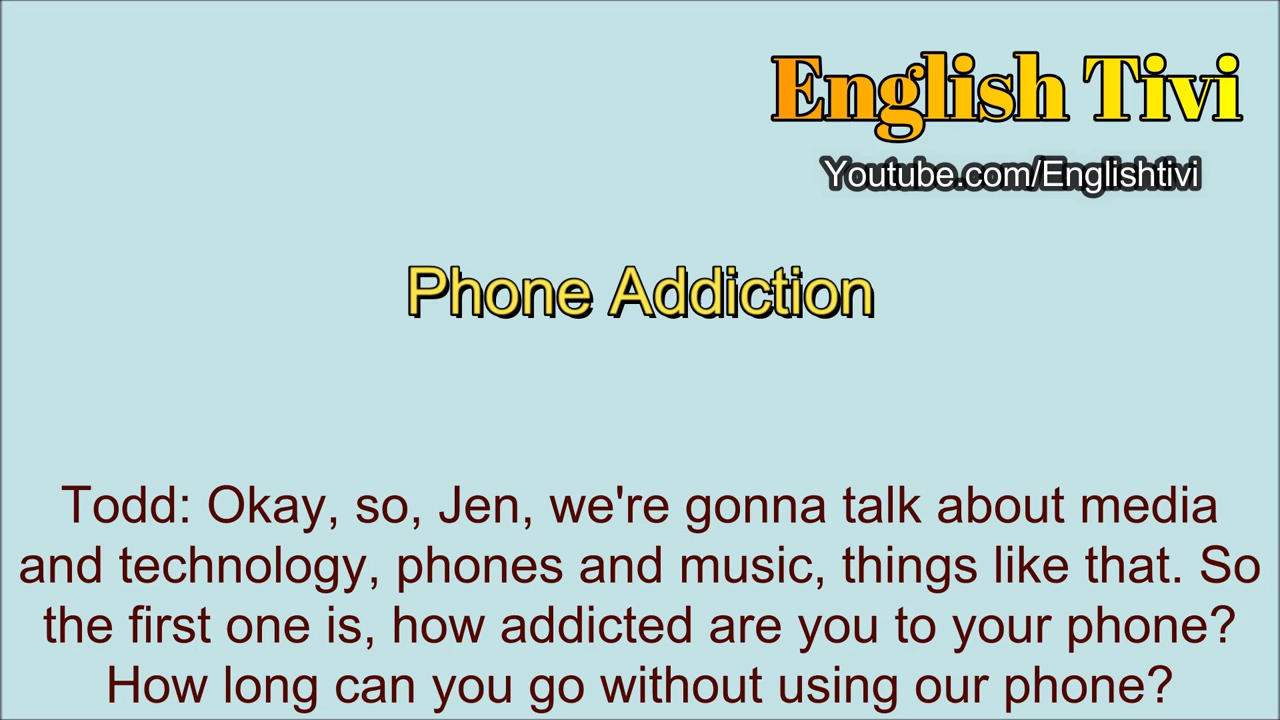 English Tivi
Youtube.com/Englishtivi
Phone Addiction
Todd: Okay, so, Jen, we're gonna talk about media
and technology, phones and music, things like that. So
the first one is, how addicted are you to your phone?
How long can you go without using our phone?